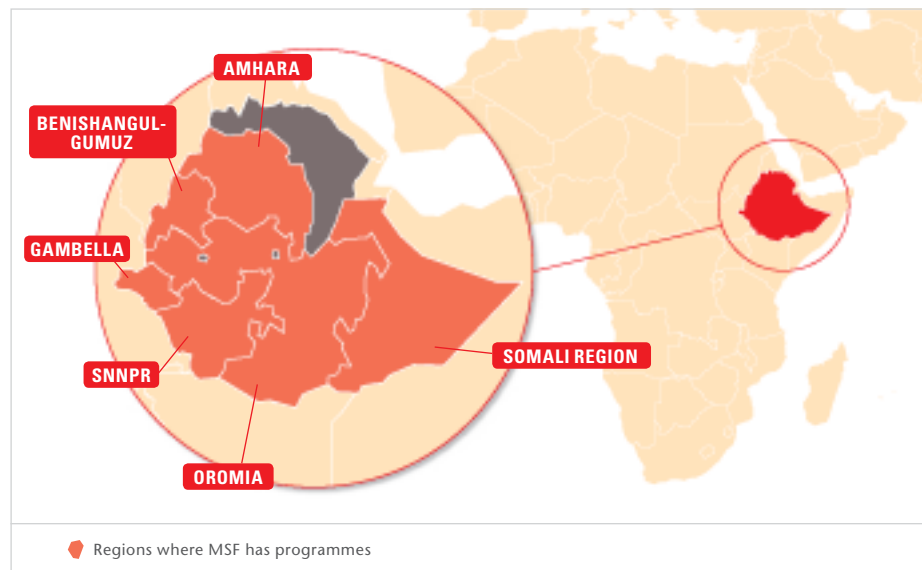 AMHARA
BENISHANGUL-
GUMUZ
GAMBELLA
SNNPR
SOMALI REGION
OROMIA
Regions where MSF has programmes